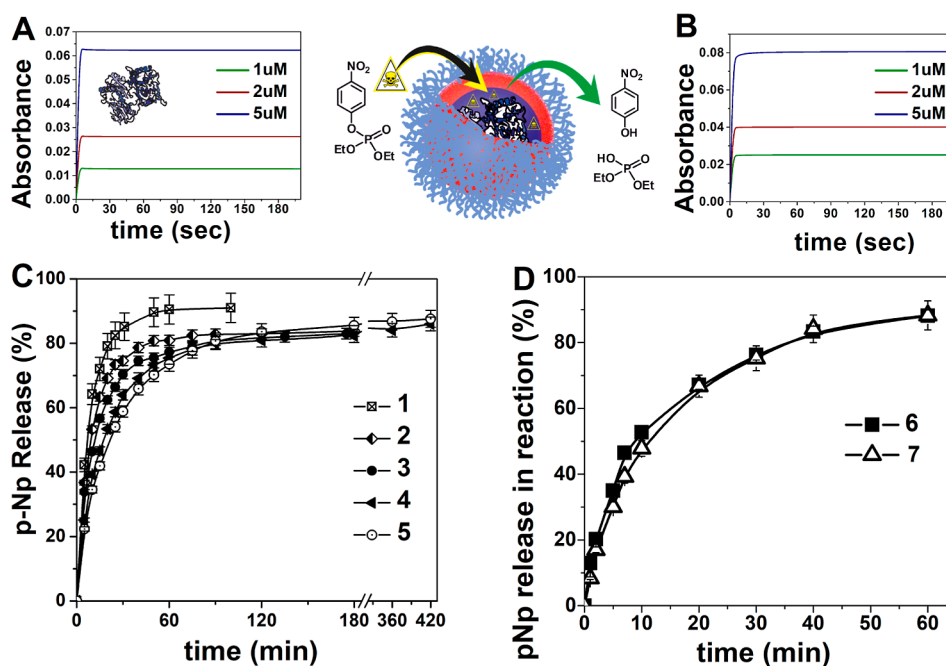 A
Absorbance
0.07
0.06
0.05
0.04
0.03
0.02
0.01
0.00
1uM
2uM
5uM
0 30 60 90 120 150 180
time (sec)
NO₂
O
P O
EtO OEt
NO₂
OH
HO O
P
EtO OEt
B
Absorbance
0.08
0.06
0.04
0.02
0.00
1uM
2uM
5uM
0 30 60 90 120 150 180
time (sec)
C
p-Np Release (%)
100
80
60
40
20
0
1
2
3
4
5
0 60 120 180 360 420
time (min)
D
pNp release in reaction (%)
100
80
60
40
20
0
6
7
0 10 20 30 40 50 60
time (min)